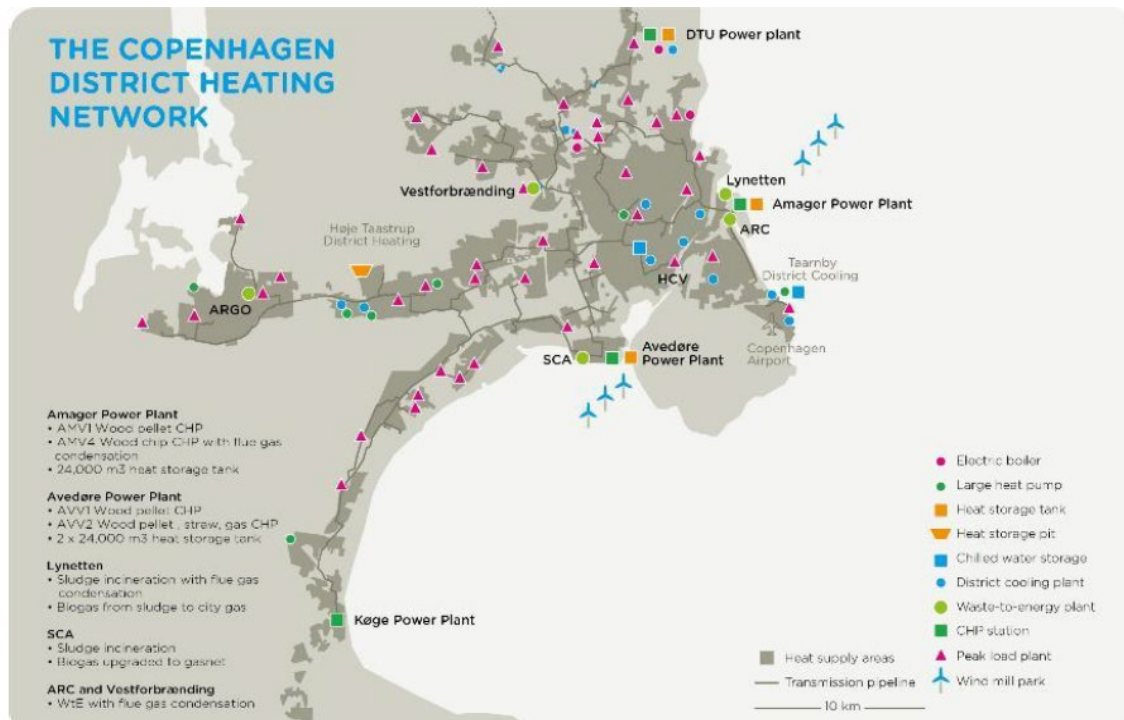 THE COPENHAGEN
DISTRICT HEATING
NETWORK
DTU Power plant
Vestforbrænding
Lynetten
Amager Power Plant
ARC
Høje Taastrup
District Heating
HCV
Taarnby
District Cooling
ARGO
Copenhagen
Airport
SCA
Avedøre
Power Plant
Køge Power Plant
Amager Power Plant
• AMV1 Wood pellet CHP
• AMV4 Wood chip CHP with flue gas
condensation
• 24,000 m3 heat storage tank
Avedøre Power Plant
• AVV1 Wood pellet CHP
• AVV2 Wood pellet , straw, gas CHP
• 2 x 24,000 m3 heat storage tank
Lynetten
• Sludge incineration with flue gas
condensation
• Biogas from sludge to city gas
SCA
• Sludge incineration
• Biogas upgraded to gasnet
ARC and Vestforbrænding
• WtE with flue gas condensation
Heat supply areas
Transmission pipeline
10 km
Electric boiler
Large heat pump
Heat storage tank
Heat storage pit
Chilled water storage
District cooling plant
Waste-to-energy plant
CHP station
Peak load plant
Wind mill park